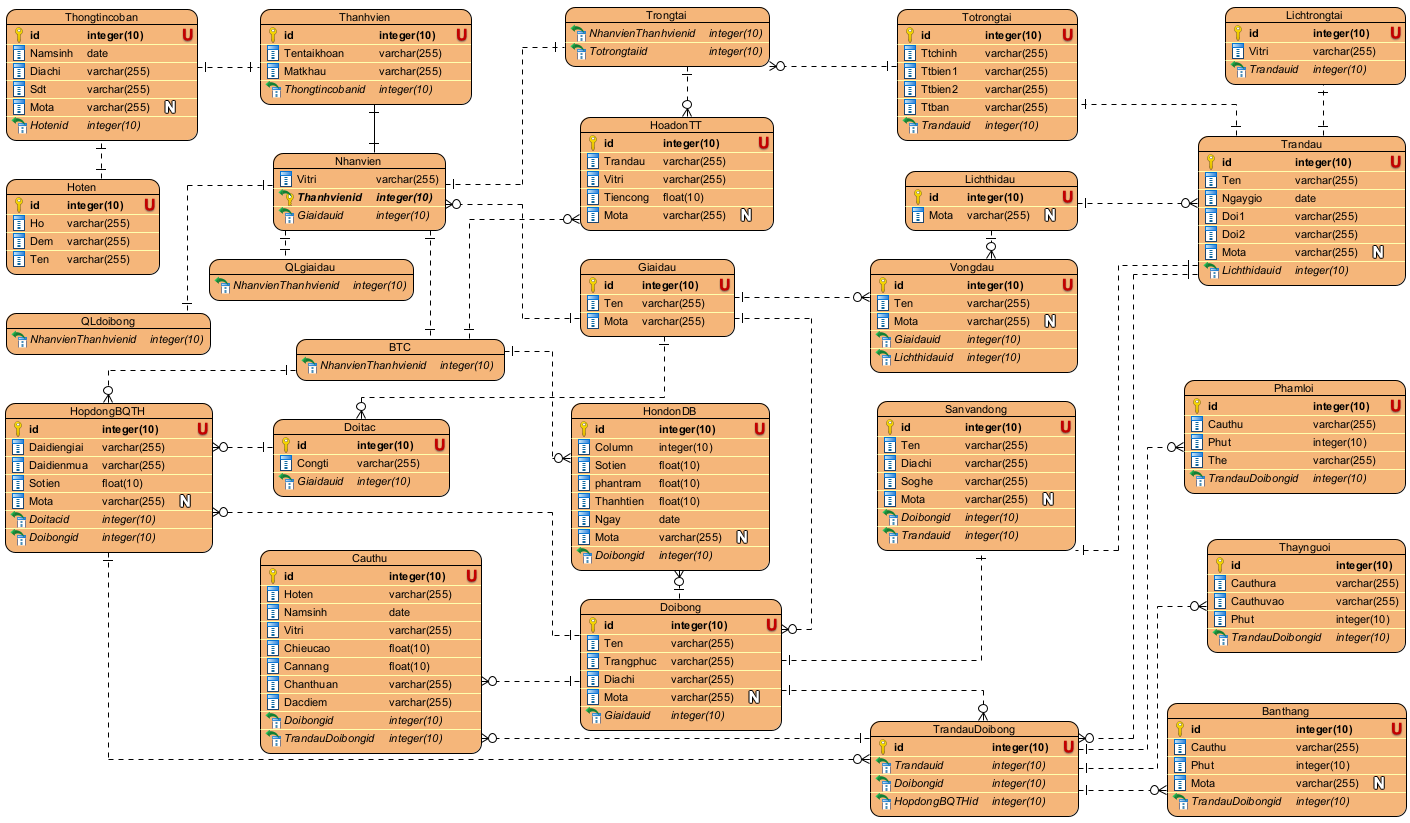 Thongtincoban
id integer(10) U
Namsinh date
Diachi varchar(255)
Sdt varchar(255)
Mota varchar(255) N
Hotenid integer(10)
Thanhvien
id integer(10) U
Tentaikhoan varchar(255)
Matkhau varchar(255)
Thongtincobanid integer(10)
Trongtai
NhanvienThanhvienid integer(10)
Totrongtaiid integer(10)
Totrongtai
id integer(10) U
Ttchinh varchar(255)
Ttbien1 varchar(255)
Ttbien2 varchar(255)
Ttban varchar(255)
Trandauid integer(10)
Lichtrongtai
id integer(10) U
Vitri varchar(255)
Trandauid integer(10)
Hoten
id integer(10) U
Ho varchar(255)
Dem varchar(255)
Ten varchar(255)
Nhanvien
Vitri varchar(255)
Thanhvienid integer(10)
Giaidauid integer(10)
HoadonTT
id integer(10) U
Trandau varchar(255)
Vitri varchar(255)
Tiencong float(10)
Mota varchar(255) N
Lichthidau
id integer(10) U
Mota varchar(255) N
Trandau
id integer(10) U
Ten varchar(255)
Ngaygio date
Doi1 varchar(255)
Doi2 varchar(255)
Mota varchar(255) N
Lichthidauid integer(10)
QLgiaidau
NhanvienThanhvienid integer(10)
QLdoibong
NhanvienThanhvienid integer(10)
BTC
NhanvienThanhvienid integer(10)
Giaidau
id integer(10) U
Ten varchar(255)
Mota varchar(255) N
Vongdau
id integer(10) U
Ten varchar(255)
Mota varchar(255) N
Giaidauid integer(10)
Lichthidauid integer(10)
HopdongBQTH
id integer(10) U
Daidiengiai varchar(255)
Daidienmua varchar(255)
Sotien float(10)
Mota varchar(255) N
Doitacid integer(10)
Doibongid integer(10)
Doitac
id integer(10) U
Congti varchar(255)
Giaidauid integer(10)
HondonDB
id integer(10) U
Column integer(10)
Sotien float(10)
phantram float(10)
Thanhtien float(10)
Ngay date
Mota varchar(255) N
Doibongid integer(10)
Sanvandong
id integer(10) U
Ten varchar(255)
Diachi varchar(255)
Soghe varchar(255)
Mota varchar(255) N
Doibongid integer(10)
Trandauid integer(10)
Phamloi
id integer(10) U
Cauthu varchar(255)
Phut integer(10)
The varchar(255)
TrandauDoibongid integer(10)
Cauthu
id integer(10) U
Hoten varchar(255)
Namsinh date
Vitri varchar(255)
Chieucao float(10)
Cannang float(10)
Chanthuan varchar(255)
Dacdiem varchar(255)
Doibongid integer(10)
TrandauDoibongid integer(10)
Doibong
id integer(10) U
Ten varchar(255)
Trangphuc varchar(255)
Diachi varchar(255)
Mota varchar(255) N
Giaidauid integer(10)
Thaynguoi
id integer(10)
Cauthura varchar(255)
Cauthuvao varchar(255)
Phut integer(10)
TrandauDoibongid integer(10)
TrandauDoibong
id integer(10) U
Trandauid integer(10)
Doibongid integer(10)
HopdongBQTHid integer(10)
Banthang
id integer(10) U
Cauthu varchar(255)
Phut integer(10)
Mota varchar(255) N
TrandauDoibongid integer(10)